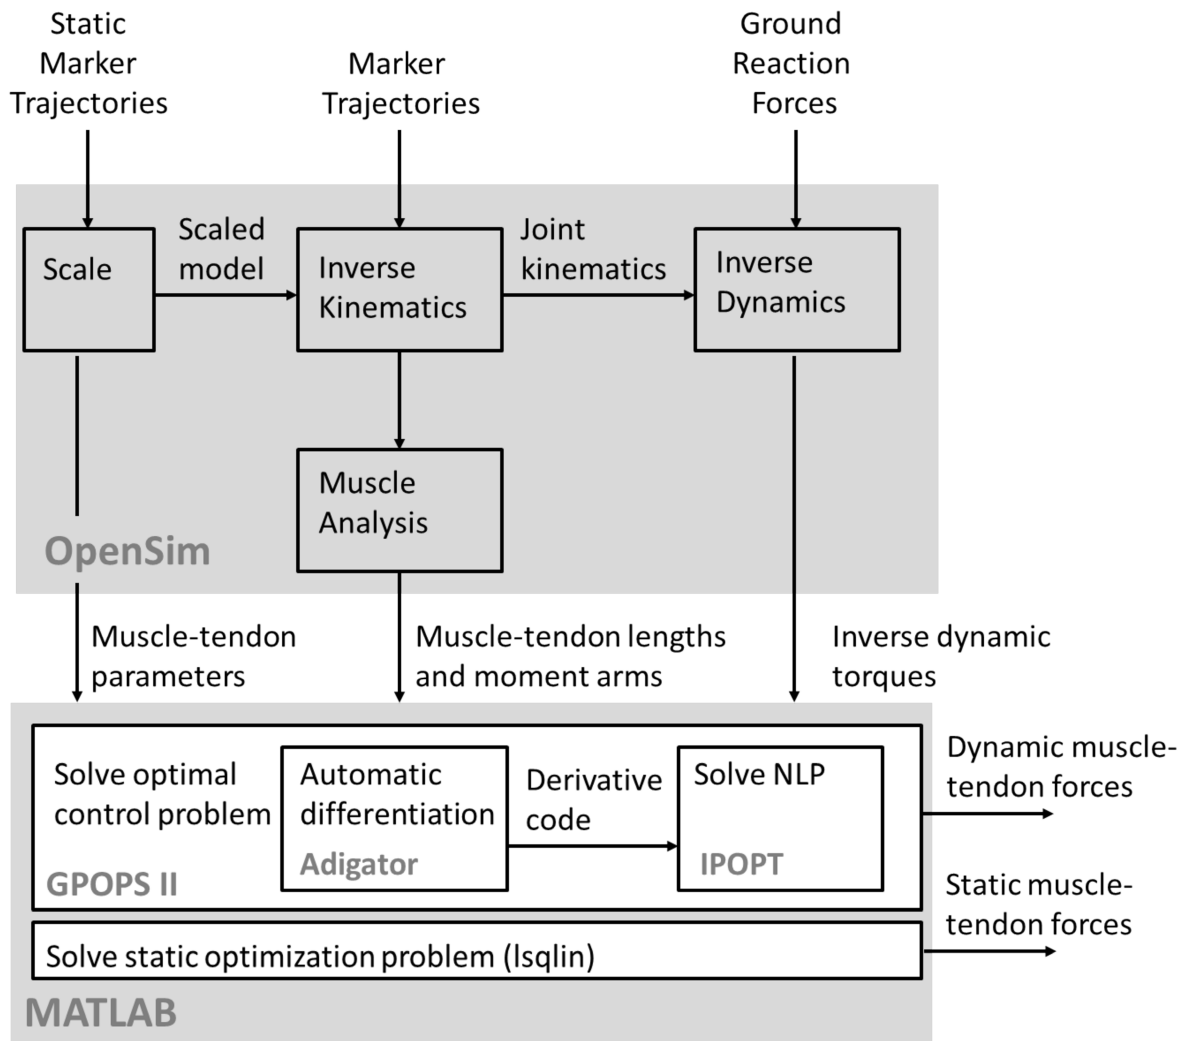 Static
Marker
Trajectories
Marker
Trajectories
Ground
Reaction
Forces
Scale
Scaled
model
Inverse
Kinematics
Joint
kinematics
Inverse
Dynamics
Muscle
Analysis
OpenSim
Muscle-tendon
parameters
Muscle-tendon lengths
and moment arms
Inverse dynamic
torques
Solve optimal
control problem
GPOPS II
Automatic
differentiation
Adigator
Derivative
code
Solve NLP
IPOPT
Dynamic muscle-
tendon forces
Static muscle-
tendon forces
Solve static optimization problem (lsqlin)
MATLAB